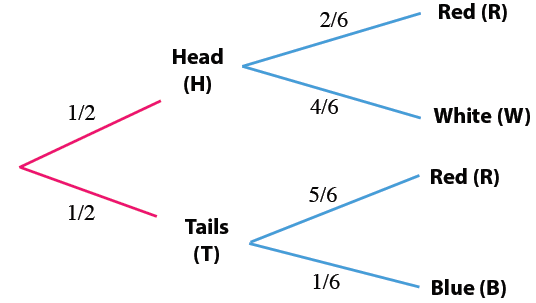 2/6
Red (R)
Head
(H)
4/6
White (W)
1/2
1/2
Tails
(T)
5/6
Red (R)
1/6
Blue (B)